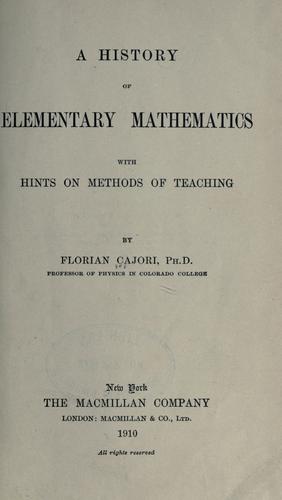 A HISTORY
OF
ELEMENTARY MATHEMATICS
WITH
HINTS ON METHODS OF TEACHING
BY
FLORIAN CAJORI, PH.D.
PROFESSOR OF PHYSICS IN COLORADO COLLEGE
New York
THE MACMILLAN COMPANY
LONDON: MACMILLAN & CO., LTD.
1910
All rights reserved